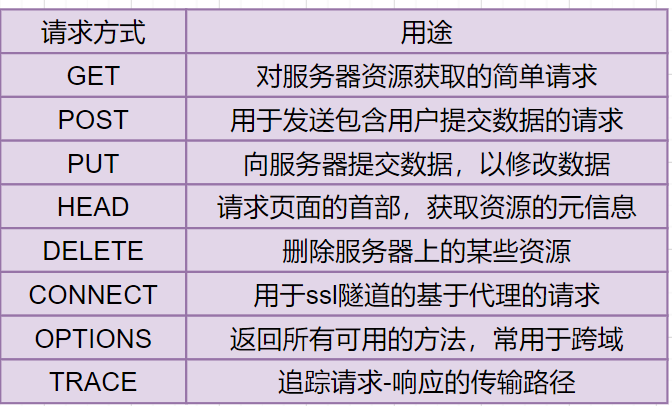 请求方式 用途
GET 对服务器资源获取的简单请求
POST 用于发送包含用户提交数据的请求
PUT 向服务器提交数据，以修改数据
HEAD 请求页面的首部，获取资源的元信息
DELETE 删除服务器上的某些资源
CONNECT 用于ssl隧道的基于代理的请求
OPTIONS 返回所有可用的方法，常用于跨域
TRACE 追踪请求-响应的传输路径